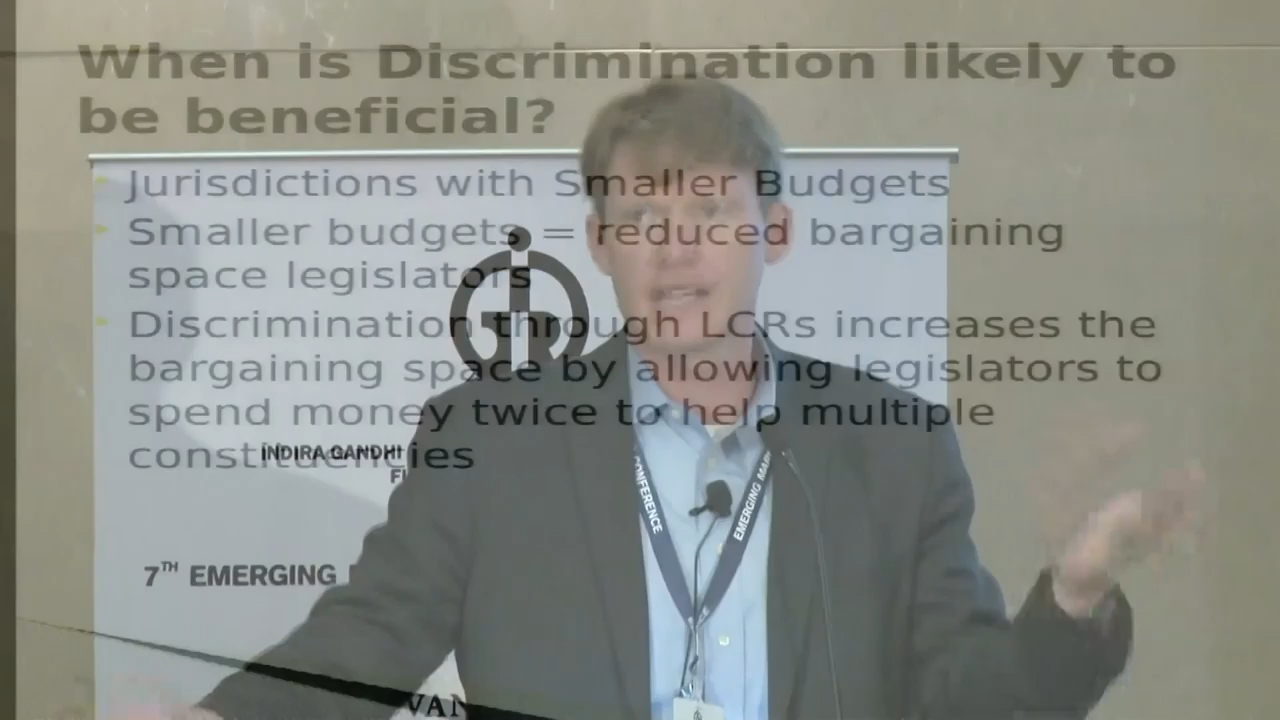 When is Discrimination likely to
be beneficial?
Jurisdictions with Smaller Budgets
Smaller budgets = reduced bargaining
space legislators
Discrimination through LCRs increases the
bargaining space by allowing legislators to
spend money twice to help multiple
constituencies
INDIRA GANDHI
7TH EMERGING
CONFERENCE
EMERGING